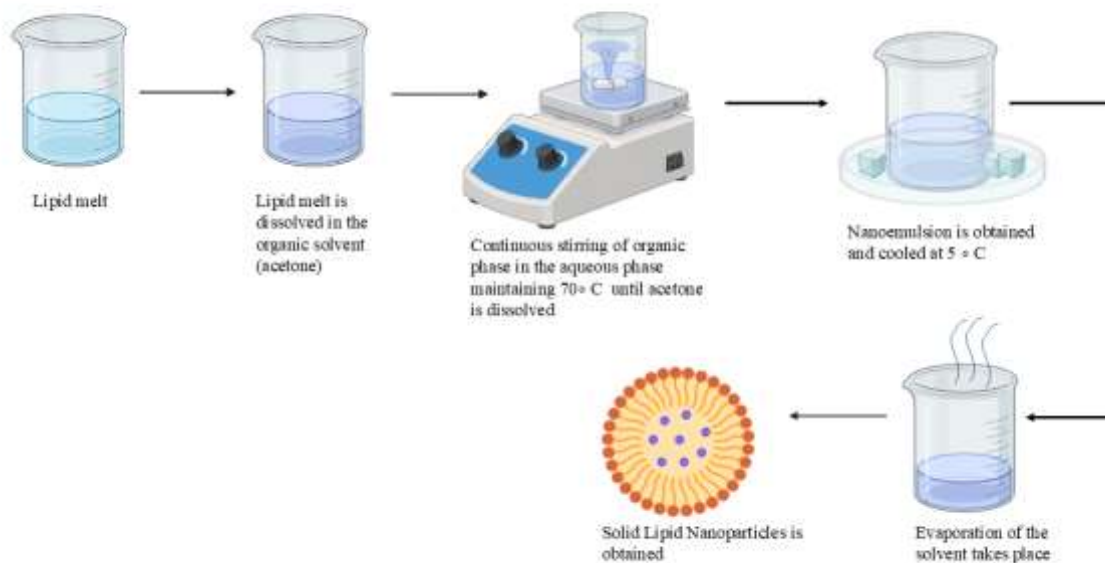 Lipid melt
Lipid melt is
dissolved in the
organic solvent
(acetone)
Continuous stirring of organic
phase in the aqueous phase
maintaining 70∘ C until acetone
is dissolved
Nanoemulsion is obtained
and cooled at 5 ∘ C
Evaporation of the
solvent takes place
Solid Lipid Nanoparticles is
obtained